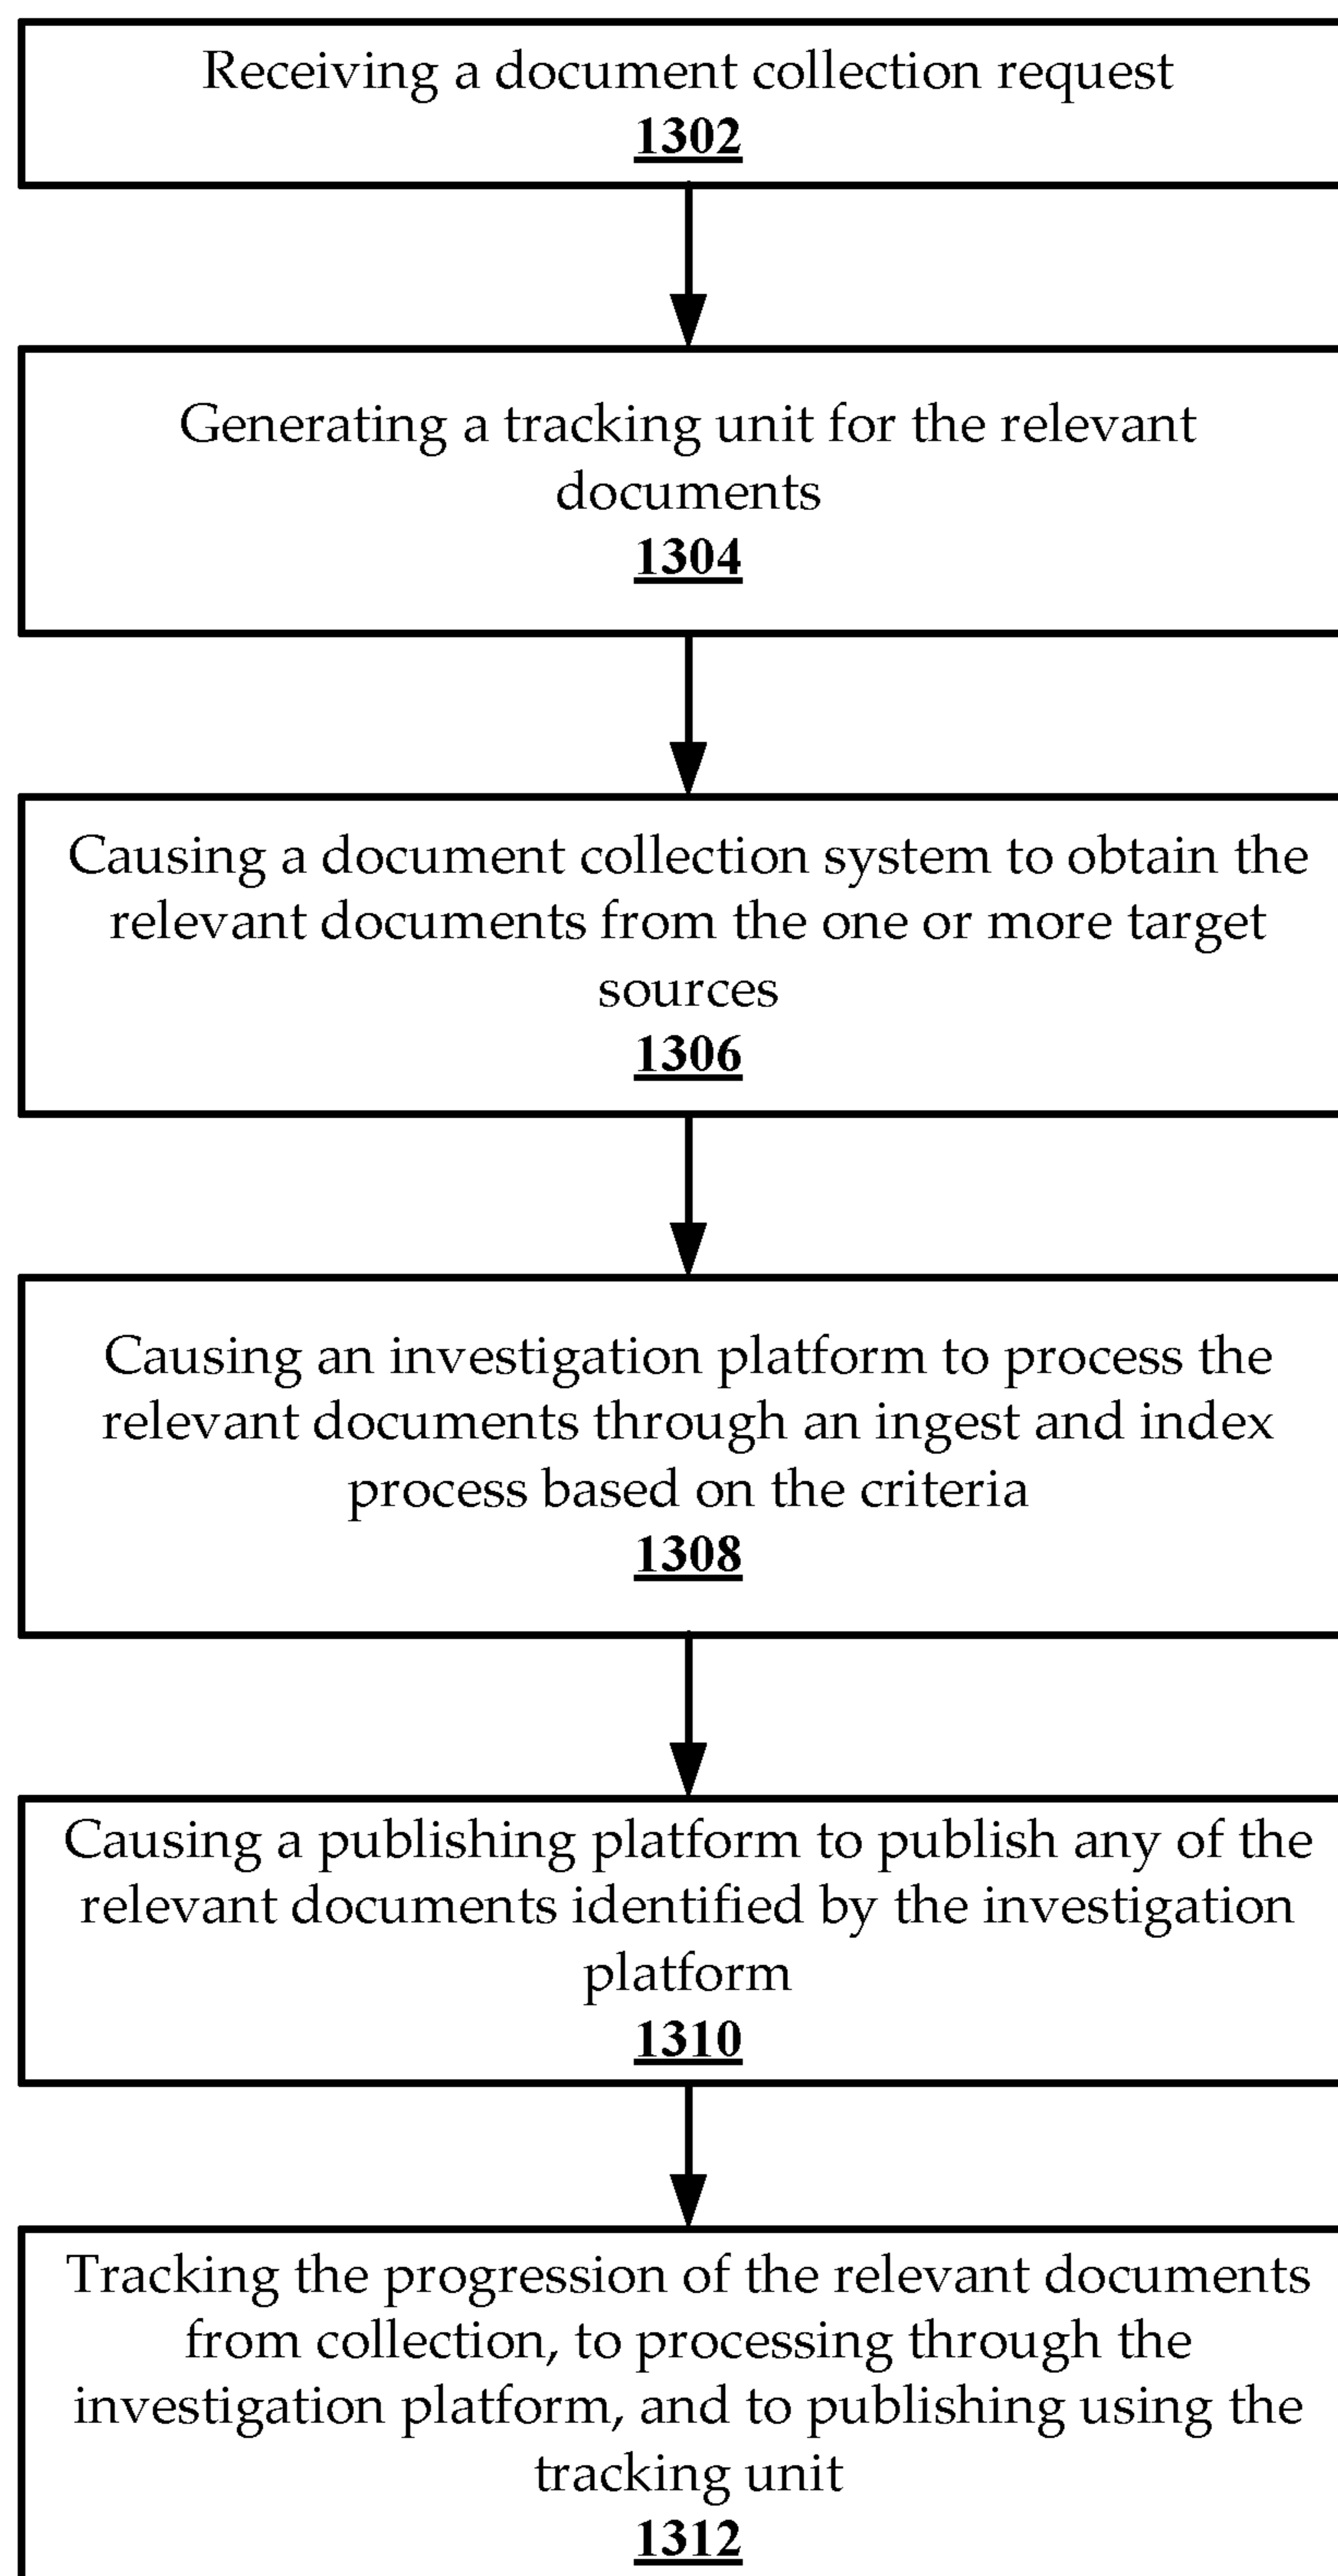 Receiving a document collection request
1302
Generating a tracking unit for the relevant
documents
1304
Causing a document collection system to obtain the
relevant documents from the one or more target
sources
1306
Causing an investigation platform to process the
relevant documents through an ingest and index
process based on the criteria
1308
Causing a publishing platform to publish any of the
relevant documents identified by the investigation
platform
1310
Tracking the progression of the relevant documents
from collection, to processing through the
investigation platform, and to publishing using the
tracking unit
1312